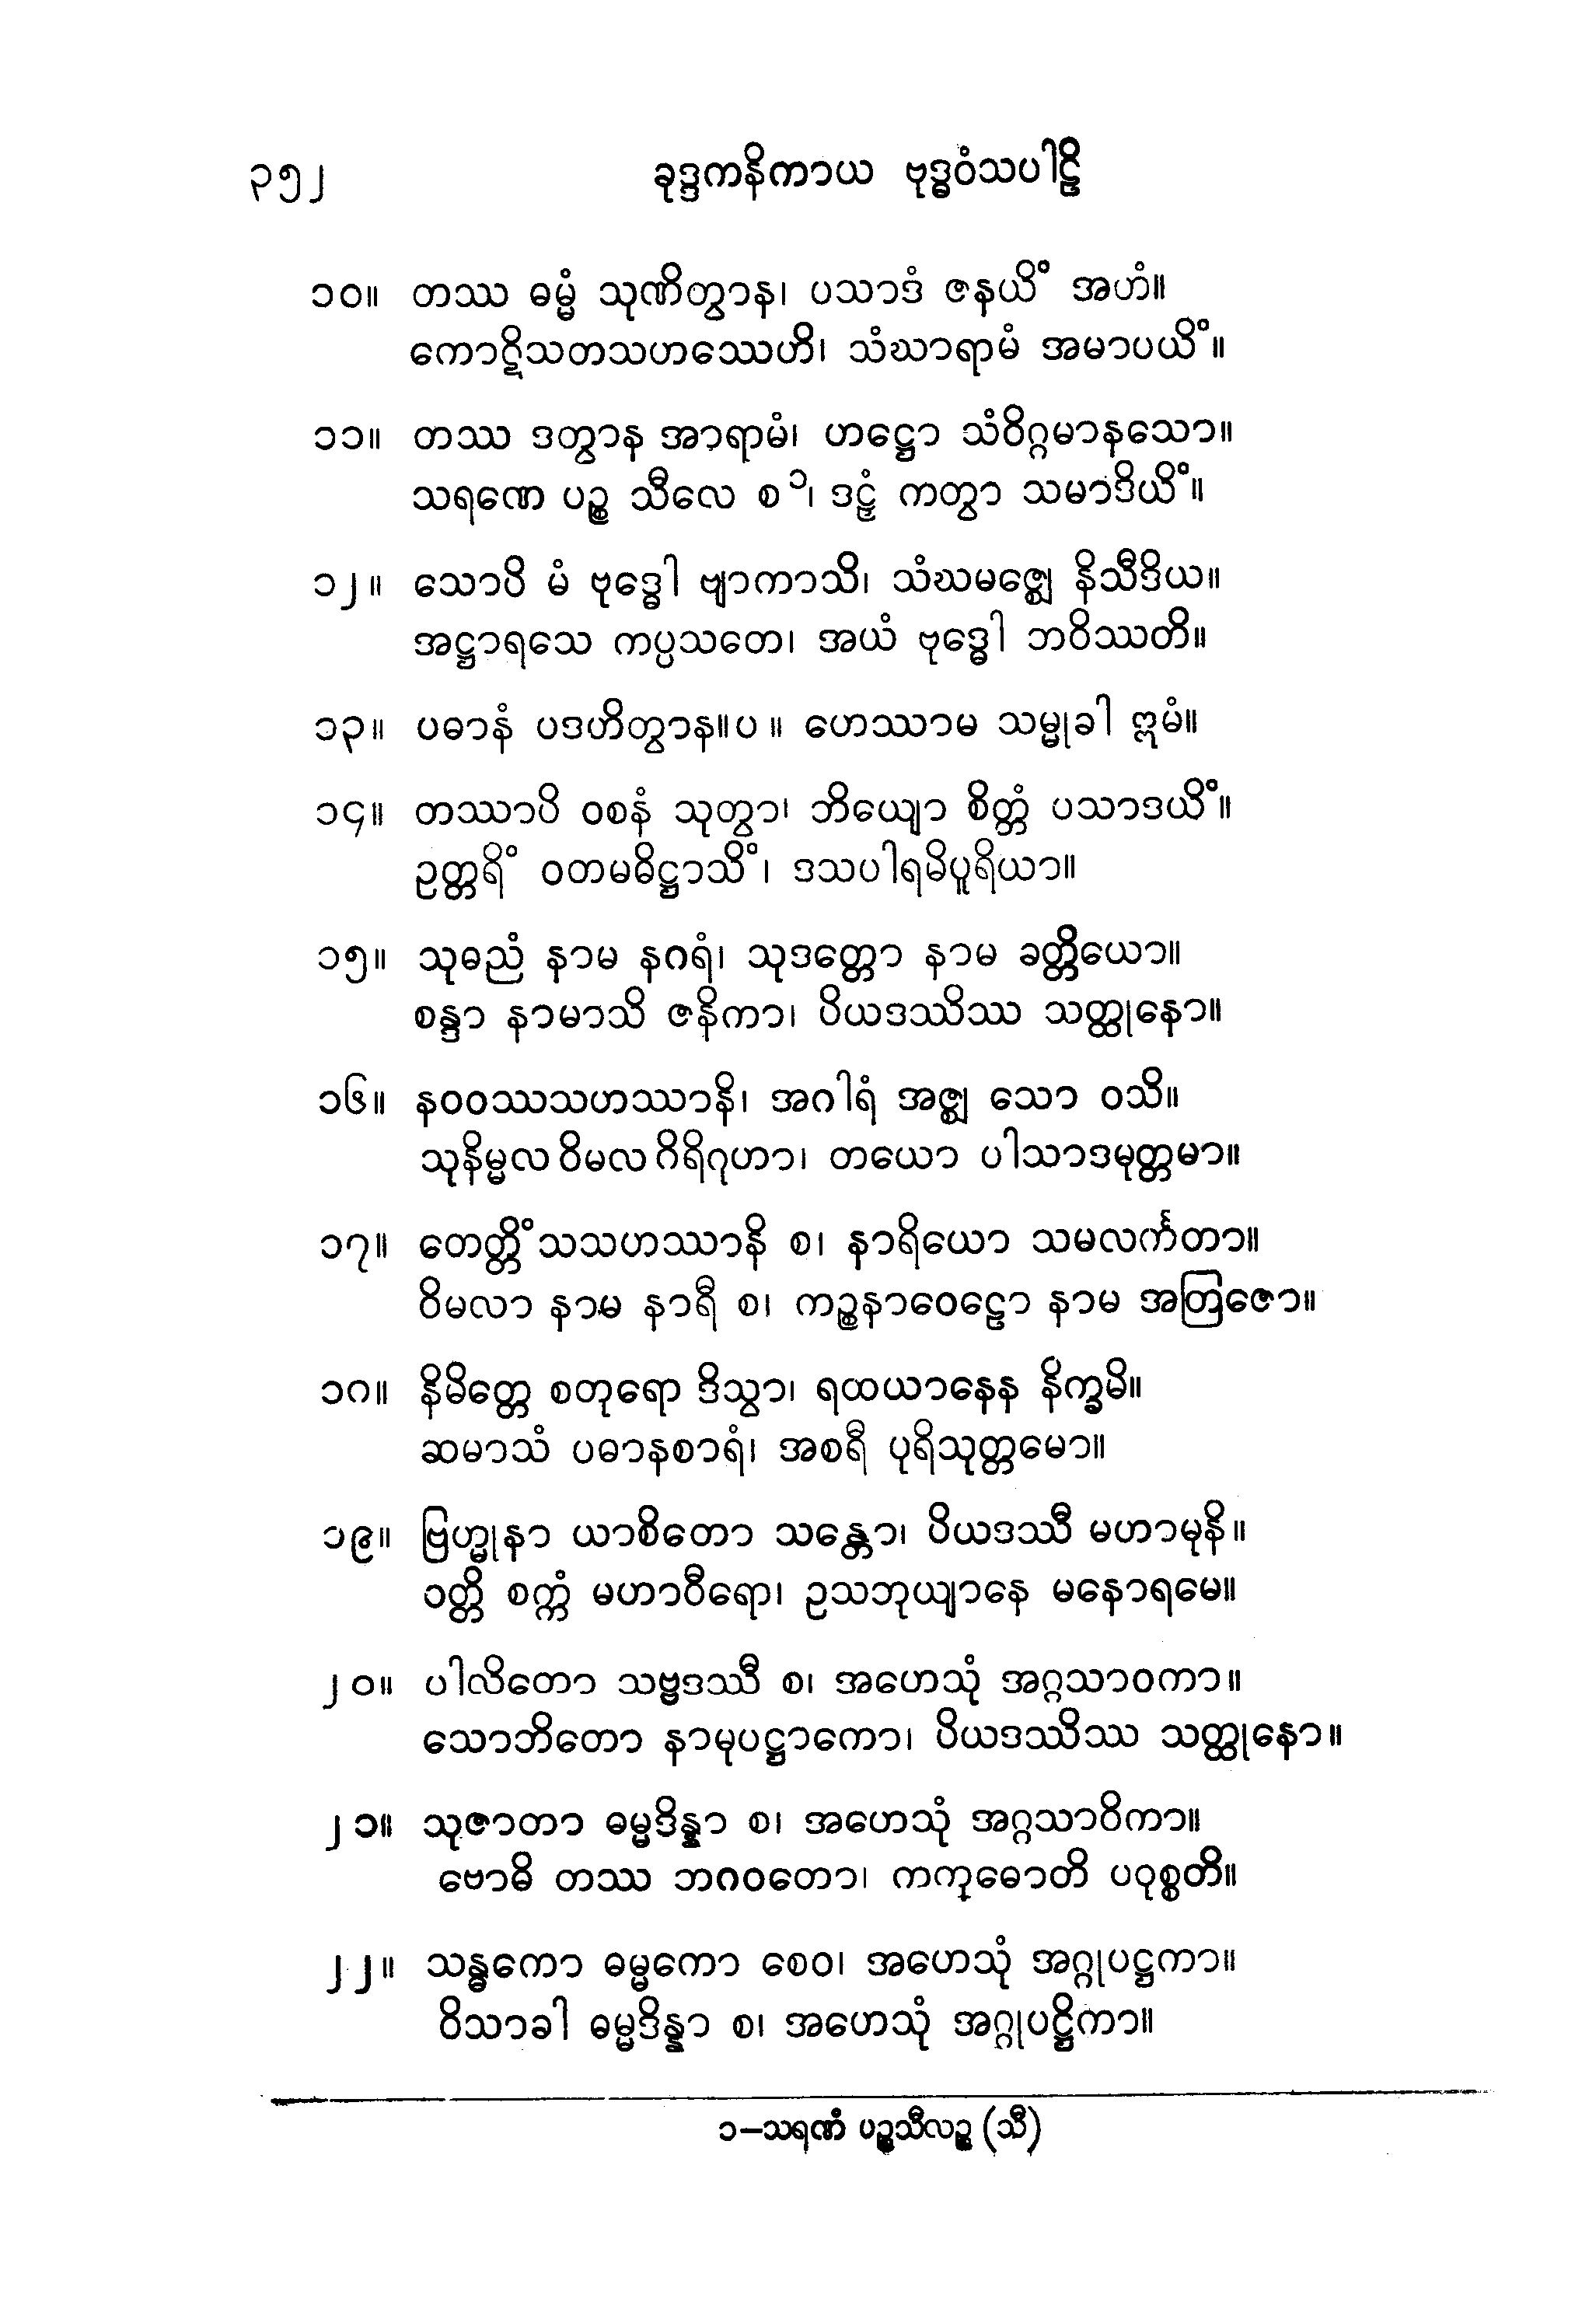 ၃၅၂ ခုဒ္ဒကနိကာယ ဗုဒ္ဓဝံသပါဠိ
၁၀။ တဿ ဓမ္မံ သုဏိတွာန၊ ပသာဒံ ဇနယိံ အဟံ။
ကောဋိသတသဟဿေဟိ၊ သံဃာရာမံ အမာပယိံ။
၁၁။ တဿ ဒတွာန အာရာမံ၊ ဟဋ္ဌော သံဝိဂ္ဂမာနသော။
သရဏေ ပဉ္စ သီလေ စ ၁၊ ဒဠှံ ကတွာ သမာဒိယိံ။
၁၂။ သောပိ မံ ဗုဒ္ဓေါ ဗျာကာသိ၊ သံဃမဇ္ဈေ နိသီဒိယ။
အဋ္ဌာရသေ ကပ္ပသတေ၊ အယံ ဗုဒ္ဓေါ ဘဝိဿတိ။
၁၃။ ပဓာနံ ပဒဟိတွာန။ပ။ ဟေဿာမ သမ္မုခါ ဣမံ။
၁၄။ တဿာပိ ဝစနံ သုတွာ၊ ဘိယျော စိတ္တံ ပသာဒယိံ။
ဥတ္တရိံ ဝတမဓိဋ္ဌာသိံ၊ ဒသပါရမိပူရိယာ။
၁၅။ သုဓညံ နာမ နဂရံ၊ သုဒတ္တော နာမ ခတ္တိယော။
စန္ဒာ နာမာသိ ဇနိကာ၊ ပိယဒဿိဿ သတ္ထုနော။
၁၆။ နဝဝဿသဟဿာနိ၊ အဂါရံ အဇ္ဈ သော ဝသိ။
သုနိမ္မလ ဝိမလ ဂိရိဂုဟာ၊ တယော ပါသာဒမုတ္တမာ။
၁၇။ တေတ္တိံသသဟဿာနိ စ၊ နာရိယော သမလင်္ကတာ။
ဝိမလာ နာမ နာရီ စ၊ ကဉ္စနာဝေဠော နာမ အတြဇော။
၁၈။ နိမိတ္တေ စတုရော ဒိသွာ၊ ရထယာနေန နိက္ခမိ။
ဆမာသံ ပဓာနစာရံ၊ အစရီ ပုရိသုတ္တမော။
၁၉။ ဗြဟ္မုနာ ယာစိတော သန္တော၊ ပိယဒဿီ မဟာမုနိ။
ဝတ္တိ စက္ကံ မဟာဝီရော၊ ဥသဘုယျာနေ မနောရမေ။
၂၀။ ပါလိတော သဗ္ဗဒဿီ စ၊ အဟေသုံ အဂ္ဂသာဝကာ။
သောဘိတော နာမုပဋ္ဌာကော၊ ပိယဒဿိဿ သတ္ထုနော။
၂၁။ သုဇာတာ ဓမ္မဒိန္နာ စ၊ အဟေသုံ အဂ္ဂသာဝိကာ။
ဗောဓိ တဿ ဘဂဝတော၊ ကကုဓောတိ ပဝုစ္စတိ။
၂၂။ သန္ဓကော ဓမ္မကော စေဝ၊ အဟေသုံ အဂ္ဂုပဋ္ဌကာ။
ဝိသာခါ ဓမ္မဒိန္နာ စ၊ အဟေသုံ အဂ္ဂုပဋ္ဌိကာ။
၁–သရဏံ ပဉ္စသီလဉ္စ (သီ)